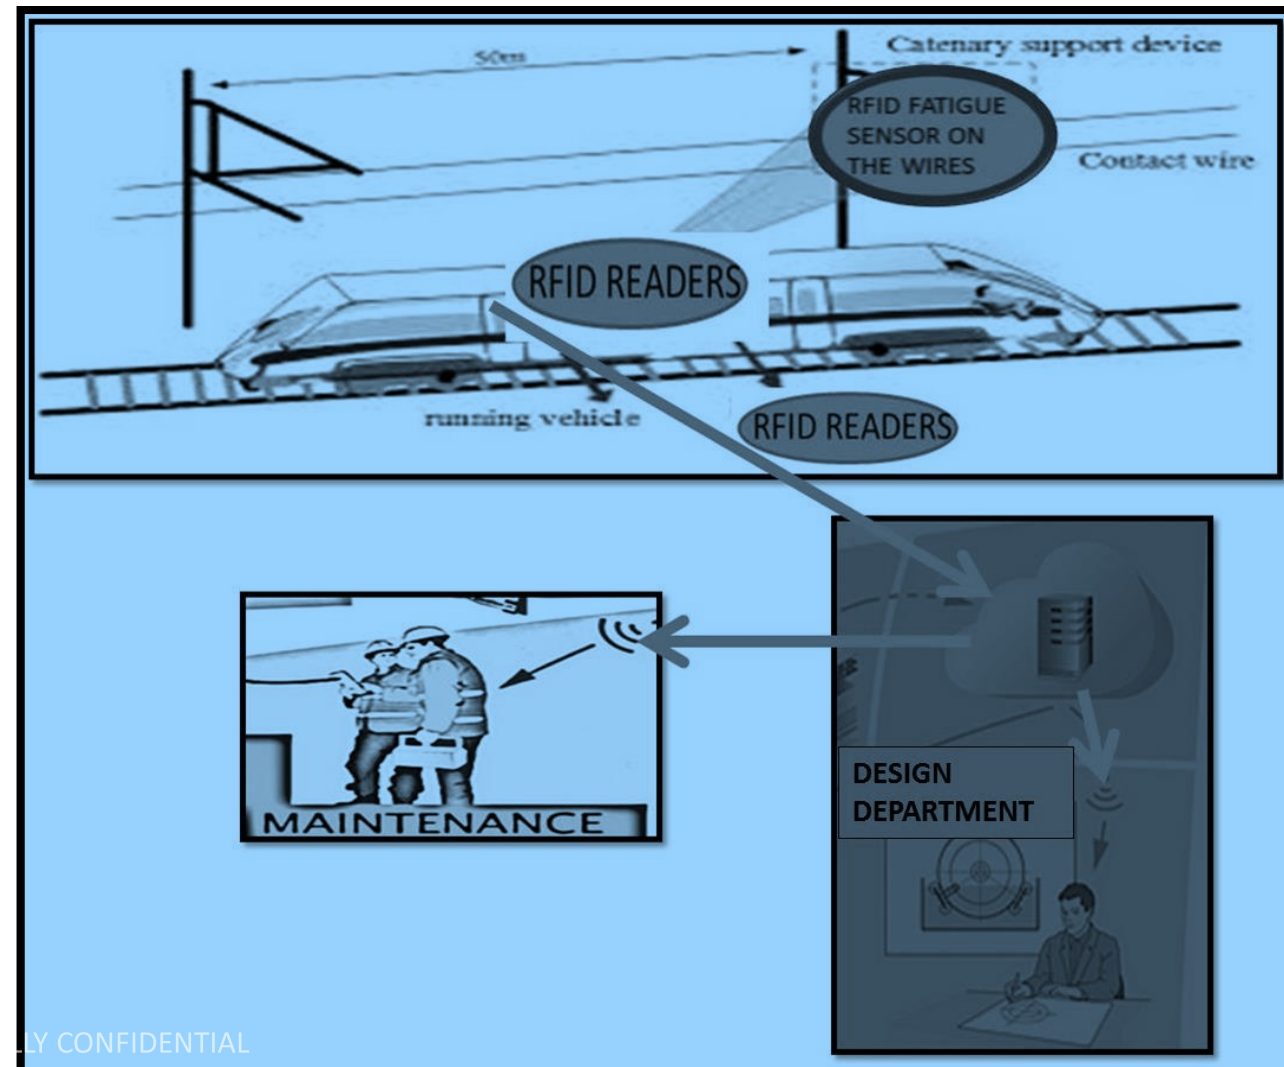 50m
Catenary support device
RFID FATIGUE
SENSOR ON
THE WIRES
Contact wire
RFID READERS
running vehicle
RFID READERS
DESIGN
DEPARTMENT
MAINTENANCE
LLY CONFIDENTIAL